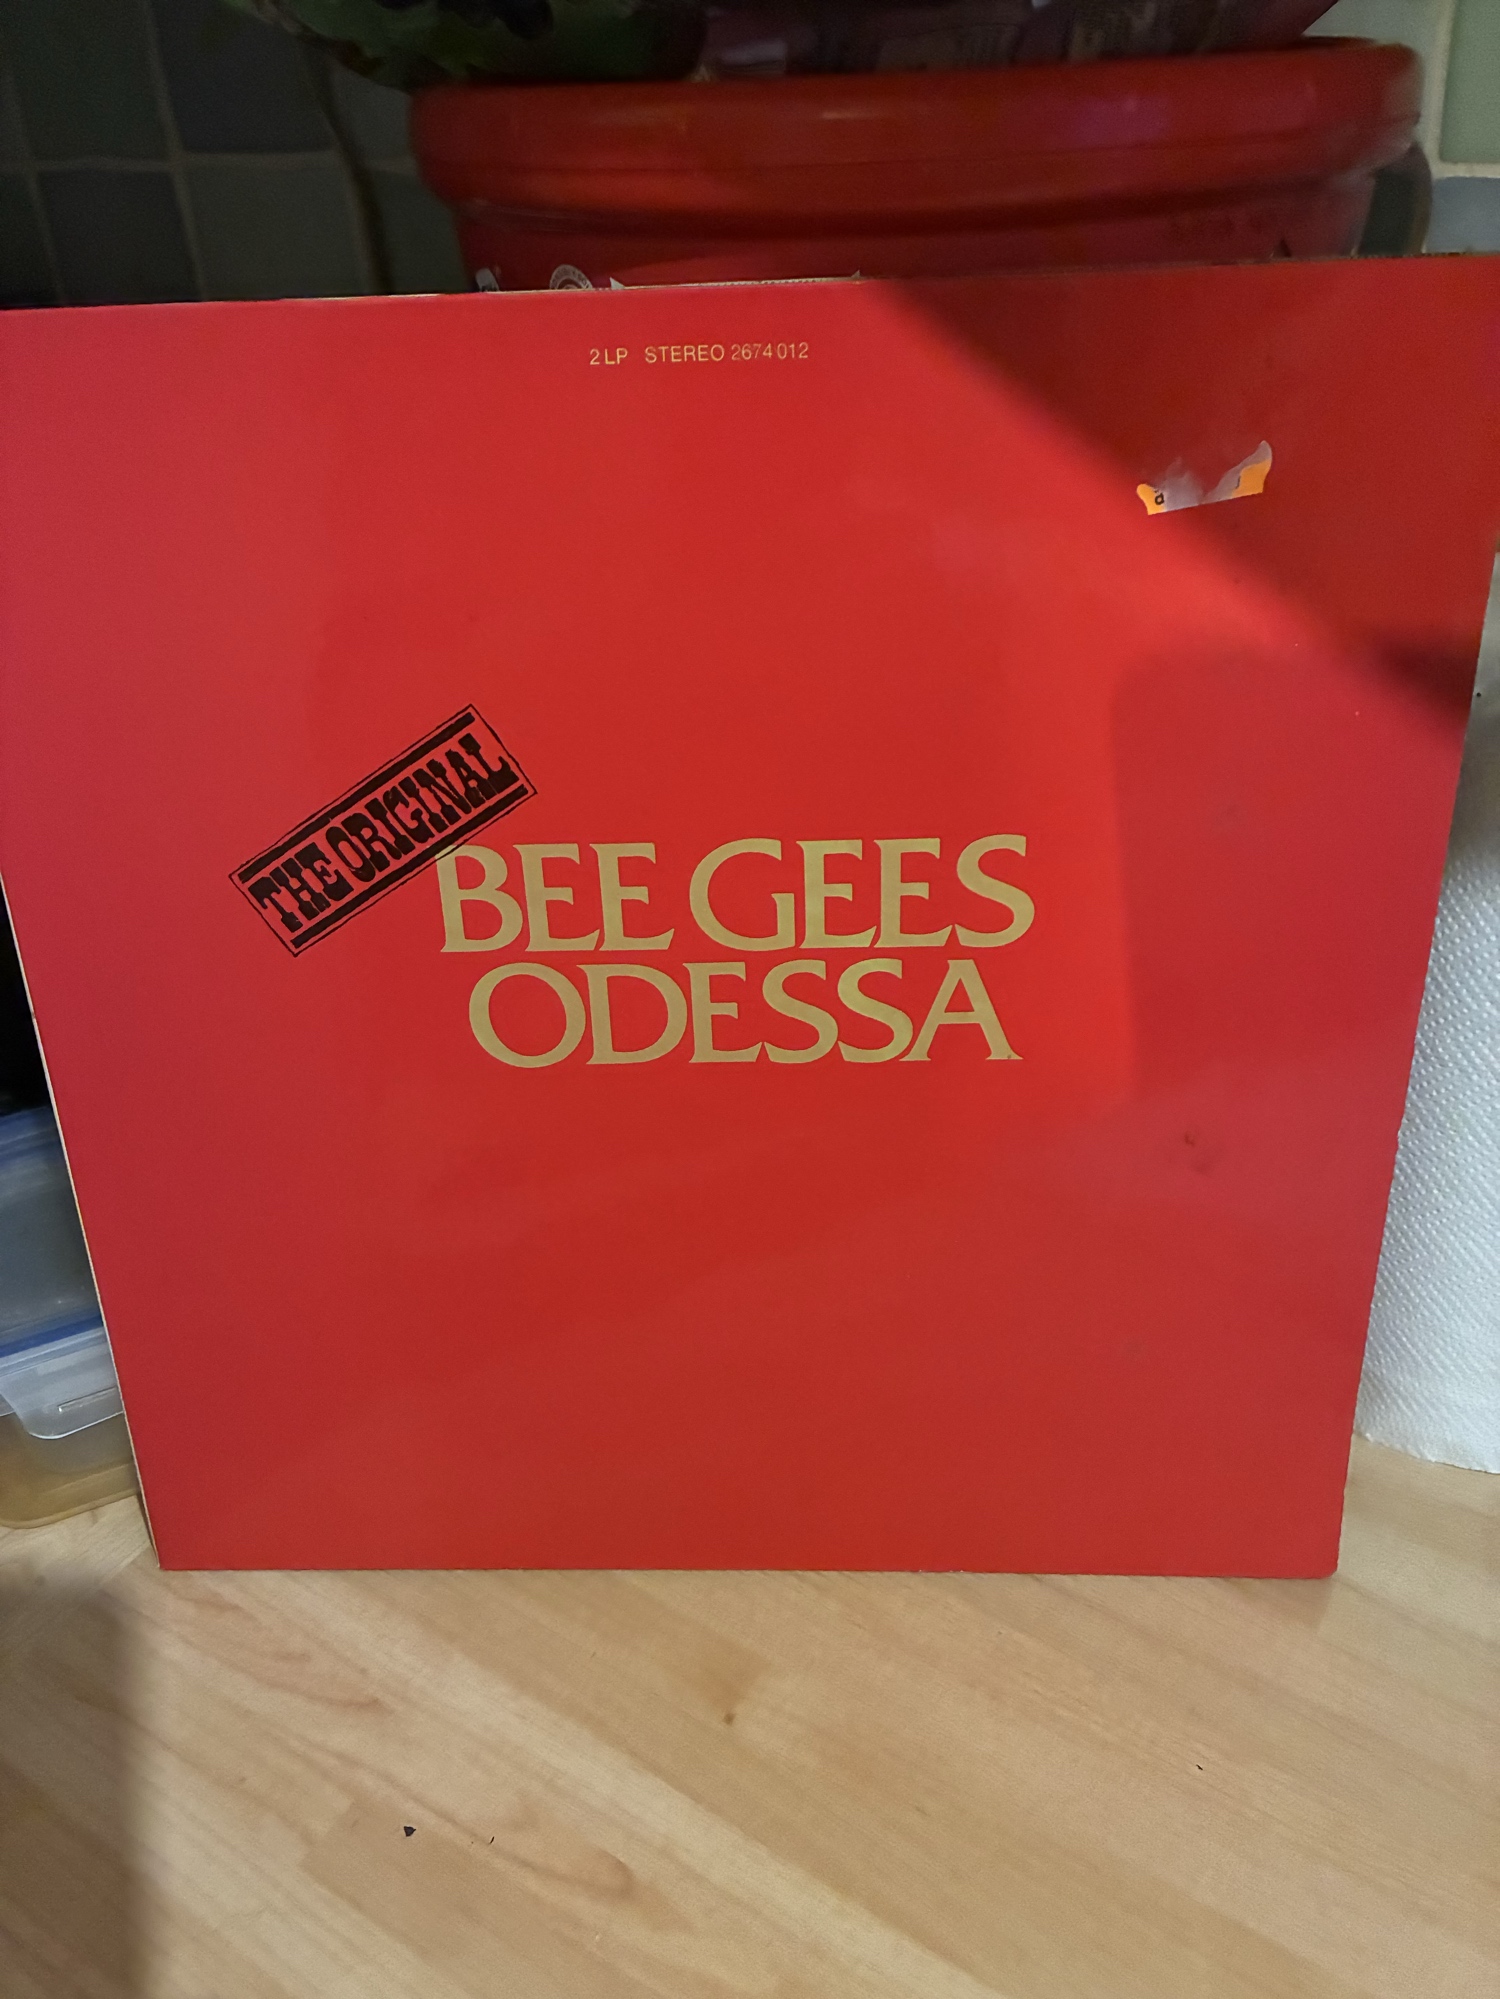 2 LP STEREO 2674 012
THE ORIGINAL
BEE GEES
ODESSA